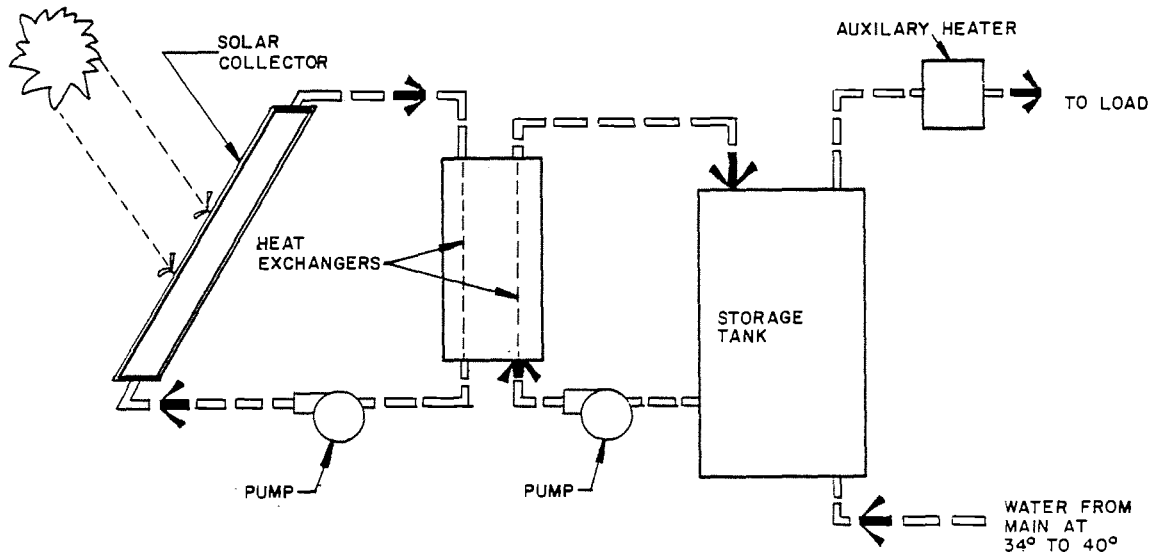 SOLAR
COLLECTOR
AUXILARY HEATER
TO LOAD
HEAT
EXCHANGERS
STORAGE
TANK
PUMP
PUMP
WATER FROM
MAIN AT
34° TO 40°